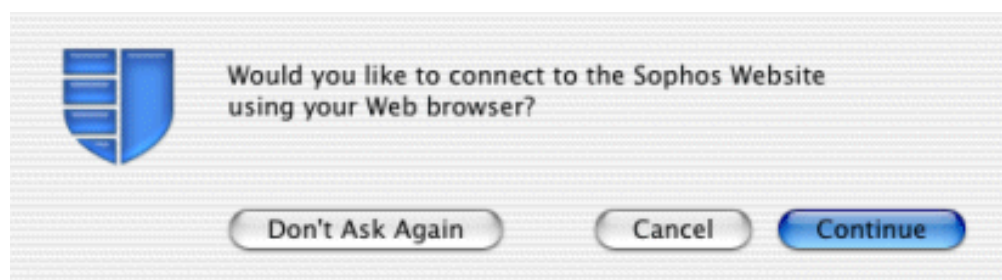 Would you like to connect to the Sophos Website
using your Web browser?
Don't Ask Again Cancel Continue